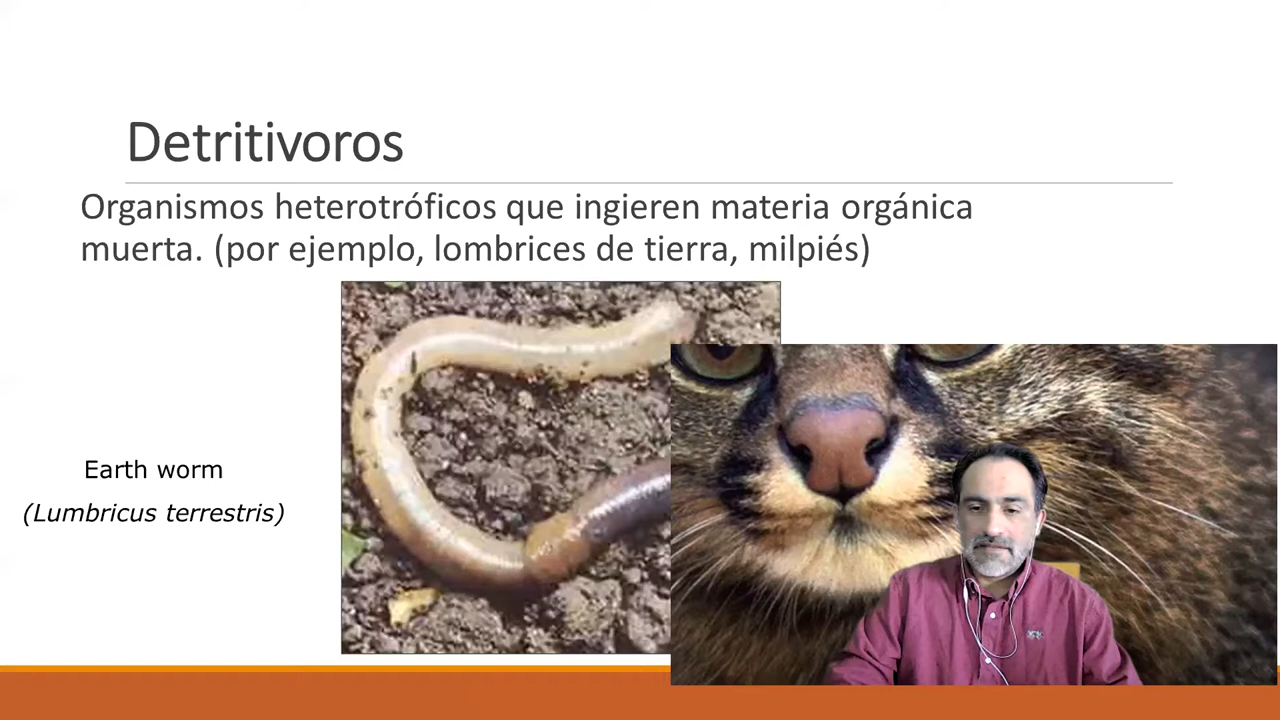 Detritivoros
Organismos heterotróficos que ingieren materia orgánica
muerta. (por ejemplo, lombrices de tierra, milpiés)
Earth worm
(Lumbricus terrestris)